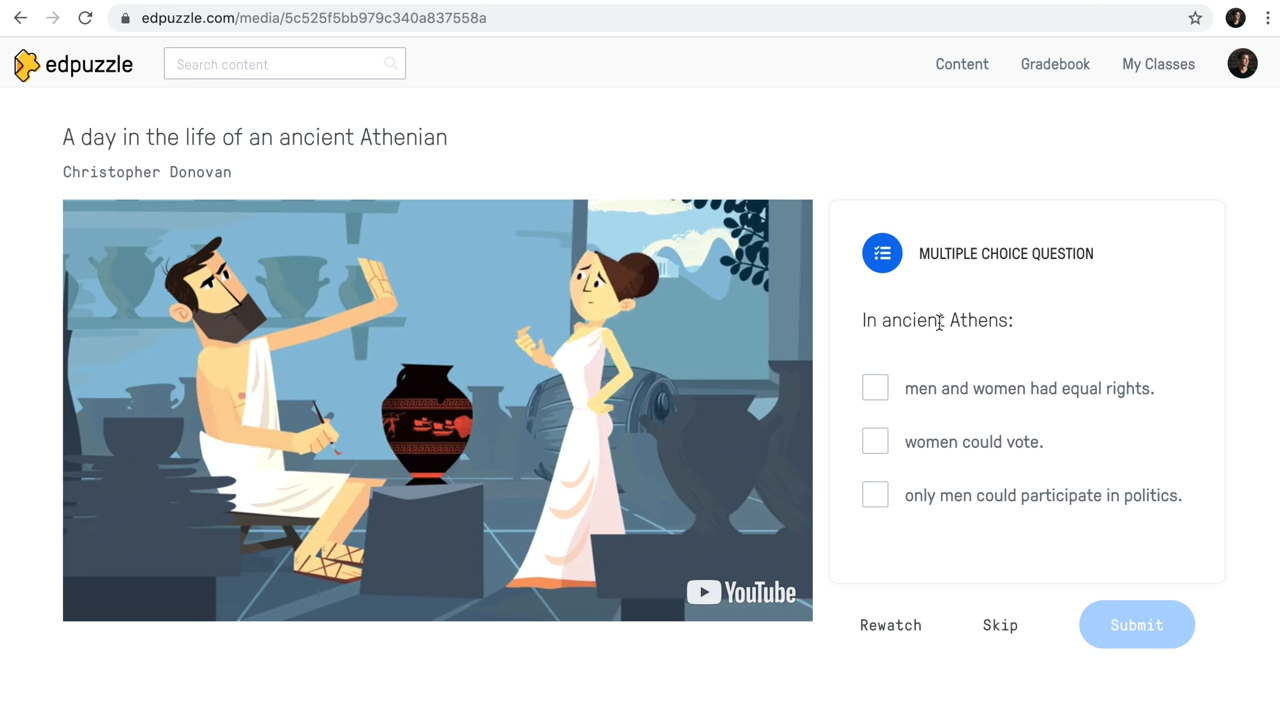 edpuzzle.com/media/5c525f5bb979c340a837558a
edpuzzle
Search content
Content
Gradebook
My Classes
A day in the life of an ancient Athenian
Christopher Donovan
YouTube
MULTIPLE CHOICE QUESTION
In ancient Athens:
men and women had equal rights.
women could vote.
only men could participate in politics.
Rewatch
Skip
Submit